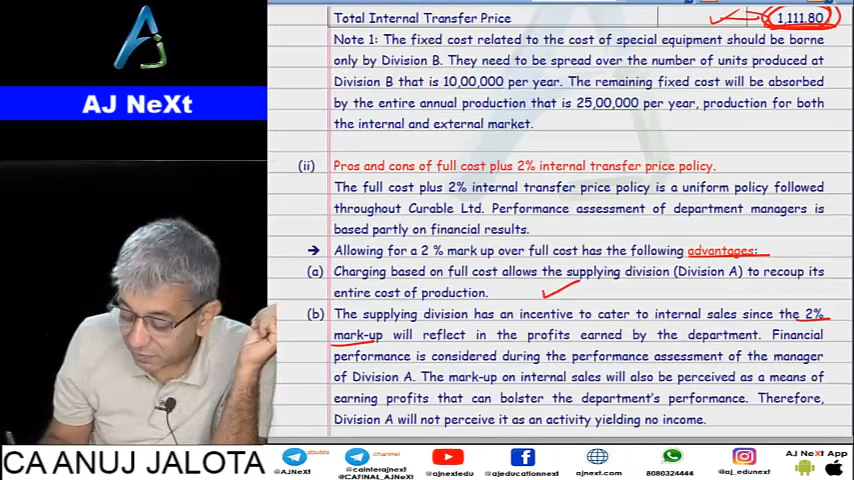 AJ NeXt
Total Internal Transfer Price 1,111.80
Note 1: The fixed cost related to the cost of special equipment should be borne
only by Division B. They need to be spread over the number of units produced at
Division B that is 10,00,000 per year. The remaining fixed cost will be absorbed
by the entire annual production that is 25,00,000 per year, production for both
the internal and external market.
(ii) Pros and cons of full cost plus 2% internal transfer price policy.
The full cost plus 2% internal transfer price policy is a uniform policy followed
throughout Curable Ltd. Performance assessment of department managers is
based partly on financial results.
➔ Allowing for a 2 % mark up over full cost has the following advantages:
(a) Charging based on full cost allows the supplying division (Division A) to recoup its
entire cost of production.
(b) The supplying division has an incentive to cater to internal sales since the 2%
mark-up will reflect in the profits earned by the department. Financial
performance is considered during the performance assessment of the manager
of Division A. The mark-up on internal sales will also be perceived as a means of
earning profits that can bolster the department's performance. Therefore,
Division A will not perceive it as an activity yielding no income.
CA ANUJ JALOTA
doubts
@AJNeXt
channel
@cainterajnext
@CAFINAL_AJNeXt
@ajnextedu
@ajeducationnext
ajnext.com
8080324444
@aj_edunext
AJ NeXt App